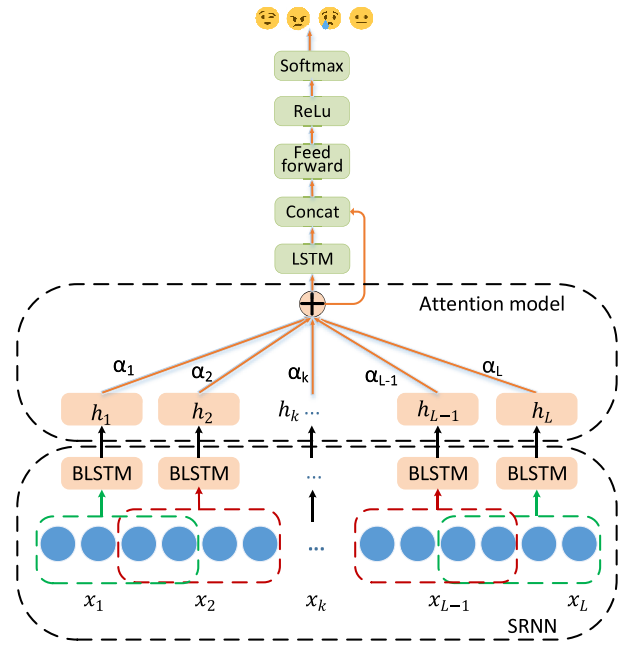 Softmax
ReLu
Feed
forward
Concat
LSTM
Attention model
α1 α2 αk αL-1 αL
h1 h2 hk ... hL−1 hL
BLSTM BLSTM ... BLSTM BLSTM
...
x1 x2 xk xL−1 xL
SRNN